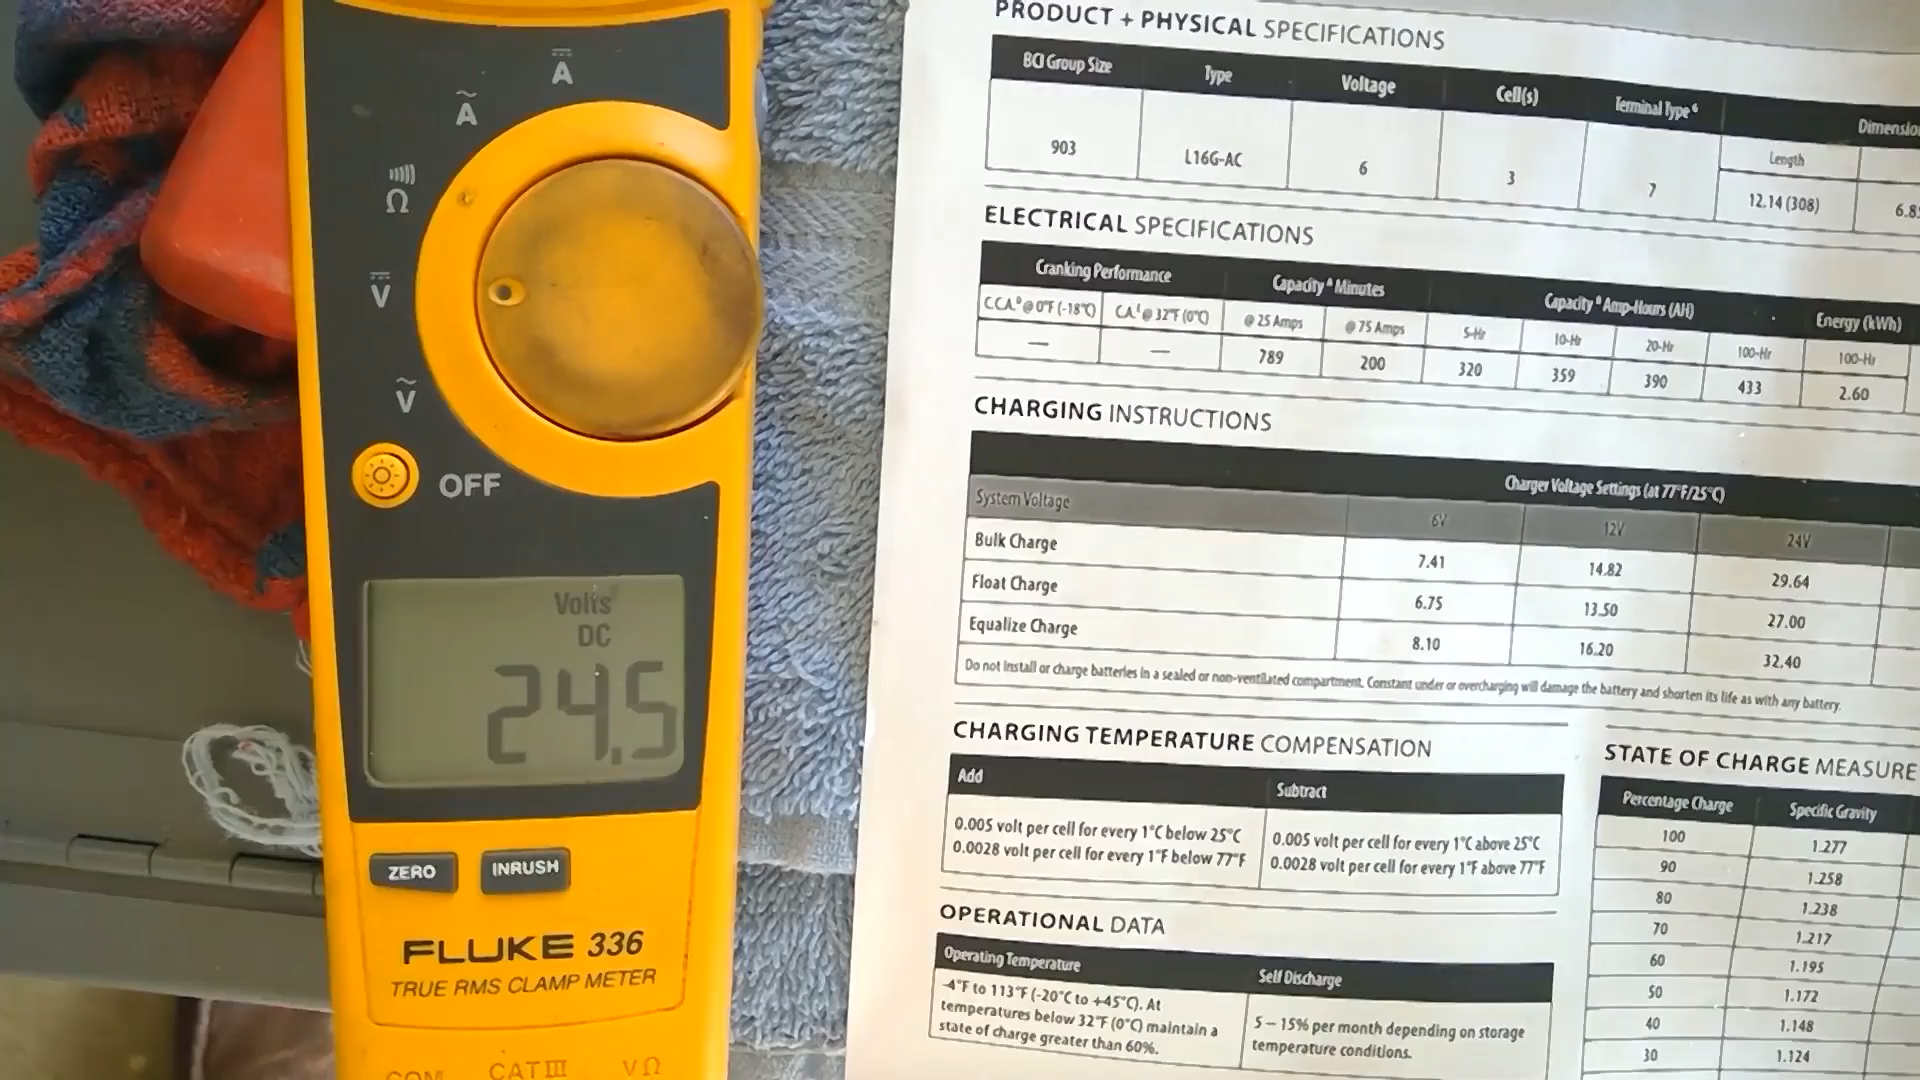 A
A
Ω
V
V
OFF
Volts
DC
24.5
ZERO
INRUSH
FLUKE 336
TRUE RMS CLAMP METER
COM
CAT III
VΩ
PRODUCT + PHYSICAL SPECIFICATIONS
BCI Group Size
Type
Voltage
Cell(s)
Terminal Type G
Length
903
L16G-AC
6
3
7
12.14 (308)
ELECTRICAL SPECIFICATIONS
Cranking Performance
Capacity A Minutes
Capacity B Amp-Hours (AH)
Energy (kWh)
C.C.A. D @ 0°F (-18°C)
CA. E @ 32°F (0°C)
@ 25 Amps
@ 75 Amps
5-Hr
10-Hr
20-Hr
100-Hr
100-Hr
—
—
789
200
320
359
390
433
2.60
CHARGING INSTRUCTIONS
Charger Voltage Settings (at 77°F/25°C)
System Voltage
6V
12V
24V
Bulk Charge
7.41
14.82
29.64
Float Charge
6.75
13.50
27.00
Equalize Charge
8.10
16.20
32.40
Do not install or charge batteries in a sealed or non-ventilated compartment. Constant under or overcharging will damage the battery and shorten its life as with any battery.
CHARGING TEMPERATURE COMPENSATION
Add
Subtract
0.005 volt per cell for every 1°C below 25°C
0.0028 volt per cell for every 1°F below 77°F
0.005 volt per cell for every 1°C above 25°C
0.0028 volt per cell for every 1°F above 77°F
OPERATIONAL DATA
Operating Temperature
Self Discharge
-4°F to 113°F (-20°C to +45°C). At
temperatures below 32°F (0°C) maintain a
state of charge greater than 60%.
5 – 15% per month depending on storage
temperature conditions.
STATE OF CHARGE MEASURE
Percentage Charge
Specific Gravity
100
1.277
90
1.258
80
1.238
70
1.217
60
1.195
50
1.172
40
1.148
30
1.124